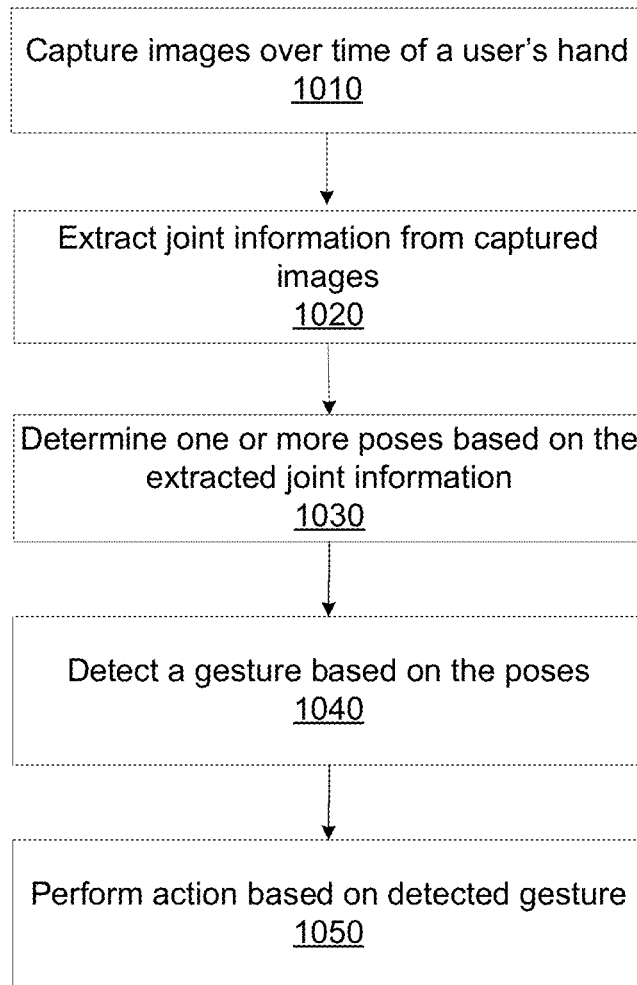 Capture images over time of a user's hand
1010
Extract joint information from captured
images
1020
Determine one or more poses based on the
extracted joint information
1030
Detect a gesture based on the poses
1040
Perform action based on detected gesture
1050